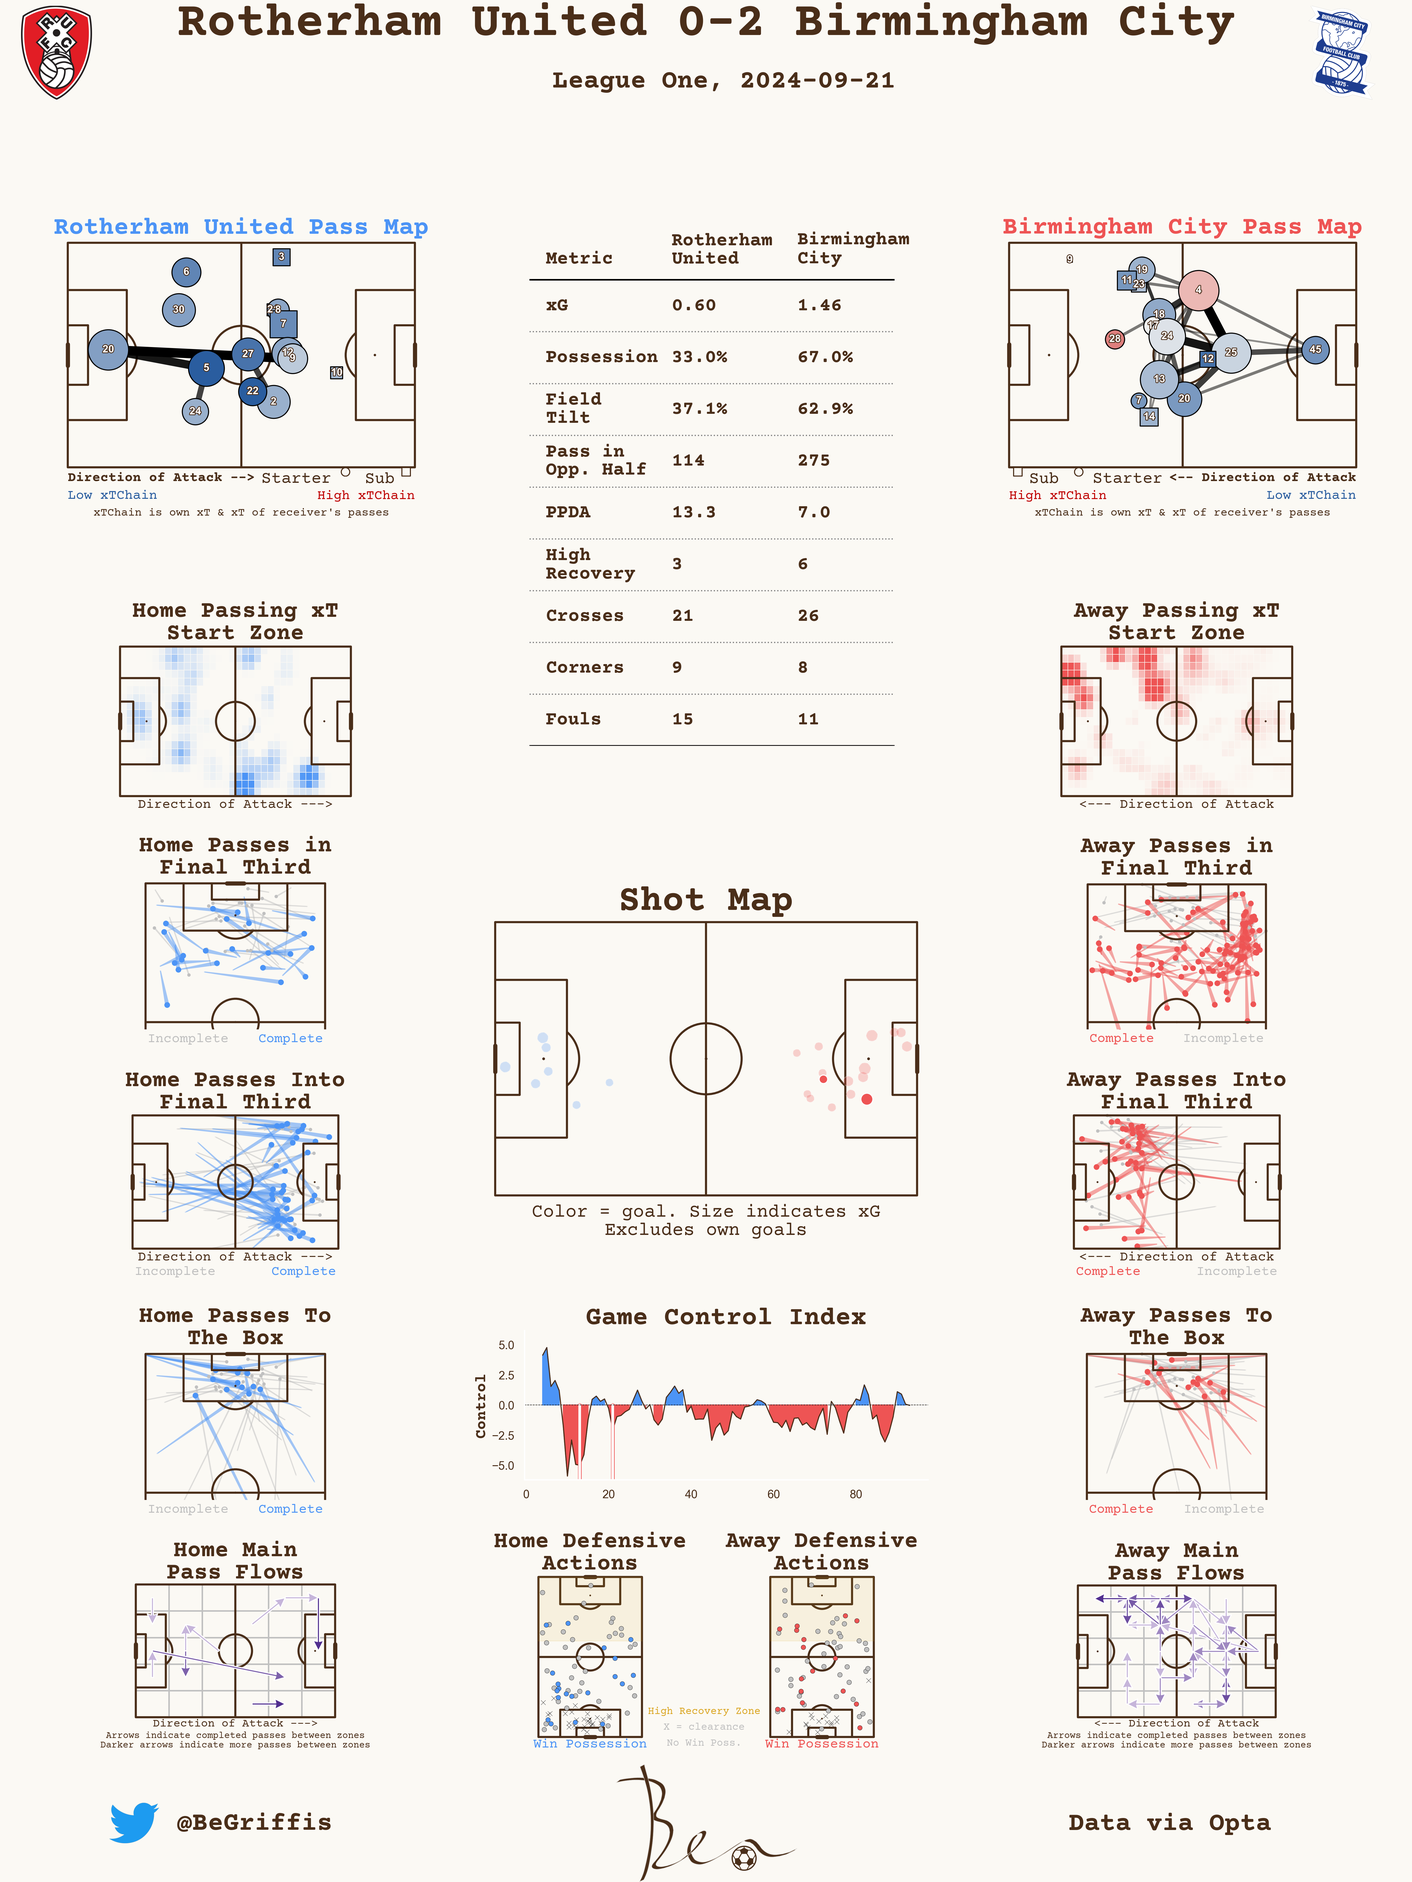 Rotherham United 0-2 Birmingham City
League One, 2024-09-21
BIRMINGHAM CITY
FOOTBALL CLUB
1875
Rotherham United Pass Map
3
6
30
28
7
20
5
27
12
9
10
22
24
2
Direction of Attack --> Starter Sub
Low xTChain High xTChain
xTChain is own xT & xT of receiver's passes
Metric Rotherham United Birmingham City
xG 0.60 1.46
Possession 33.0% 67.0%
Field Tilt 37.1% 62.9%
Pass in Opp. Half 114 275
PPDA 13.3 7.0
High Recovery 3 6
Crosses 21 26
Corners 9 8
Fouls 15 11
Birmingham City Pass Map
9
19
11
23
4
18
17
24
28
12
25
45
13
7
20
14
Sub Starter <-- Direction of Attack
High xTChain Low xTChain
xTChain is own xT & xT of receiver's passes
Home Passing xT
Start Zone
Direction of Attack --->
Away Passing xT
Start Zone
<--- Direction of Attack
Home Passes in
Final Third
Incomplete Complete
Away Passes in
Final Third
Complete Incomplete
Shot Map
Color = goal. Size indicates xG
Excludes own goals
Home Passes Into
Final Third
Direction of Attack --->
Incomplete Complete
Away Passes Into
Final Third
<--- Direction of Attack
Complete Incomplete
Home Passes To
The Box
Incomplete Complete
Game Control Index
Control
5.0
2.5
0.0
−2.5
−5.0
0 20 40 60 80
Away Passes To
The Box
Complete Incomplete
Home Main
Pass Flows
Direction of Attack --->
Arrows indicate completed passes between zones
Darker arrows indicate more passes between zones
Home Defensive
Actions
Win Possession
Away Defensive
Actions
Win Possession
High Recovery Zone
X = clearance
No Win Poss.
Away Main
Pass Flows
<--- Direction of Attack
Arrows indicate completed passes between zones
Darker arrows indicate more passes between zones
@BeGriffis
Ben
Data via Opta